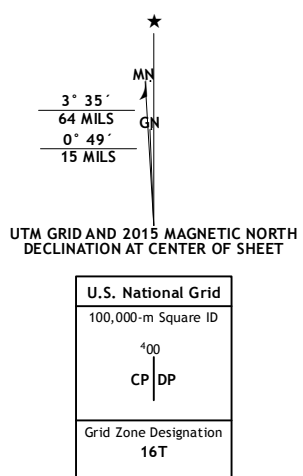 MN
3° 35´
64 MILS
GN
0° 49´
15 MILS
UTM GRID AND 2015 MAGNETIC NORTH
DECLINATION AT CENTER OF SHEET
U.S. National Grid
100,000-m Square ID
⁴00
CP DP
Grid Zone Designation
16T